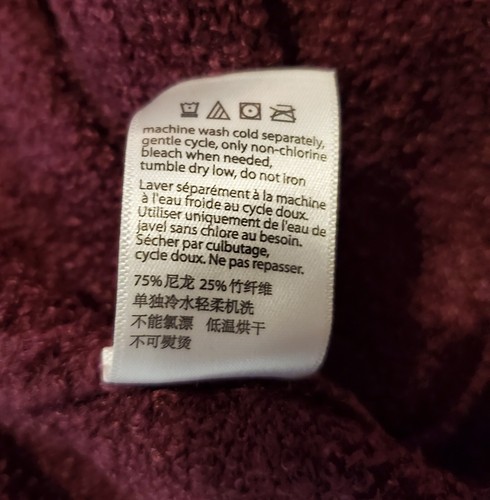 machine wash cold separately,
gentle cycle, only non-chlorine
bleach when needed,
tumble dry low, do not iron
Laver séparément à la machine
à l'eau froide au cycle doux.
Utiliser uniquement de l'eau de
javel sans chlore au besoin.
Sécher par culbutage,
cycle doux. Ne pas repasser.
75% 尼龙 25% 竹纤维
单独冷水轻柔机洗
不能氯漂 低温烘干
不可熨烫